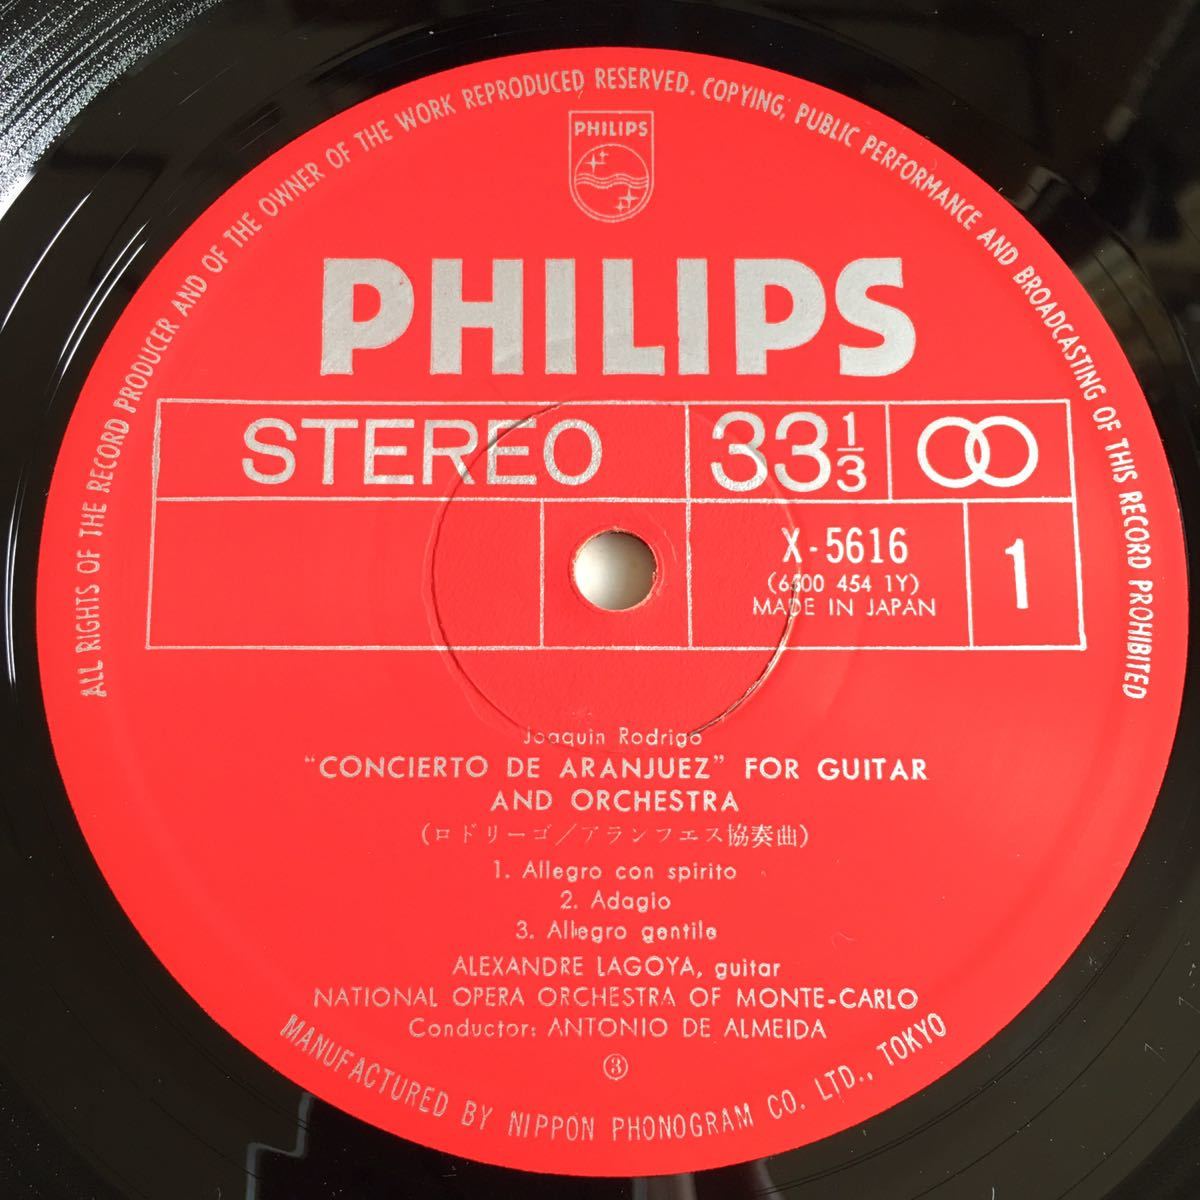 ALL RIGHTS OF THE RECORD PRODUCER AND OF THE OWNER OF THE WORK REPRODUCED RESERVED. COPYING, PUBLIC PERFORMANCE AND BROADCASTING OF THIS RECORD PROHIBITED
PHILIPS
PHILIPS
STEREO 33 1/3
X-5616 1
(6500 454 1Y)
MADE IN JAPAN
Joaquin Rodrigo
“CONCIERTO DE ARANJUEZ” FOR GUITAR
AND ORCHESTRA
(ロドリーゴ/アランフエス協奏曲)
1. Allegro con spirito
2. Adagio
3. Allegro gentile
ALEXANDRE LAGOYA, guitar
NATIONAL OPERA ORCHESTRA OF MONTE-CARLO
Conductor: ANTONIO DE ALMEIDA
③
MANUFACTURED BY NIPPON PHONOGRAM CO. LTD., TOKYO